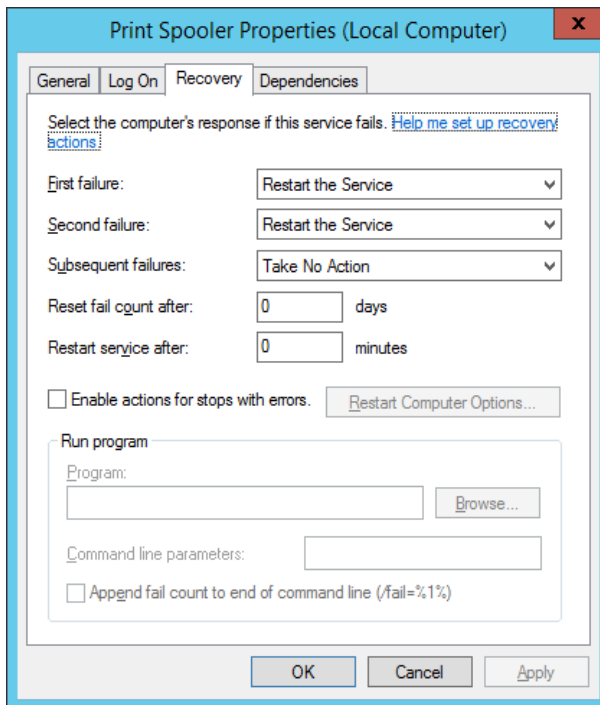 Print Spooler Properties (Local Computer)
x
General Log On Recovery Dependencies
Select the computer's response if this service fails. Help me set up recovery
actions.
First failure: Restart the Service
Second failure: Restart the Service
Subsequent failures: Take No Action
Reset fail count after: 0 days
Restart service after: 0 minutes
Enable actions for stops with errors. Restart Computer Options...
Run program
Program:
Browse...
Command line parameters:
Append fail count to end of command line (/fail=%1%)
OK Cancel Apply